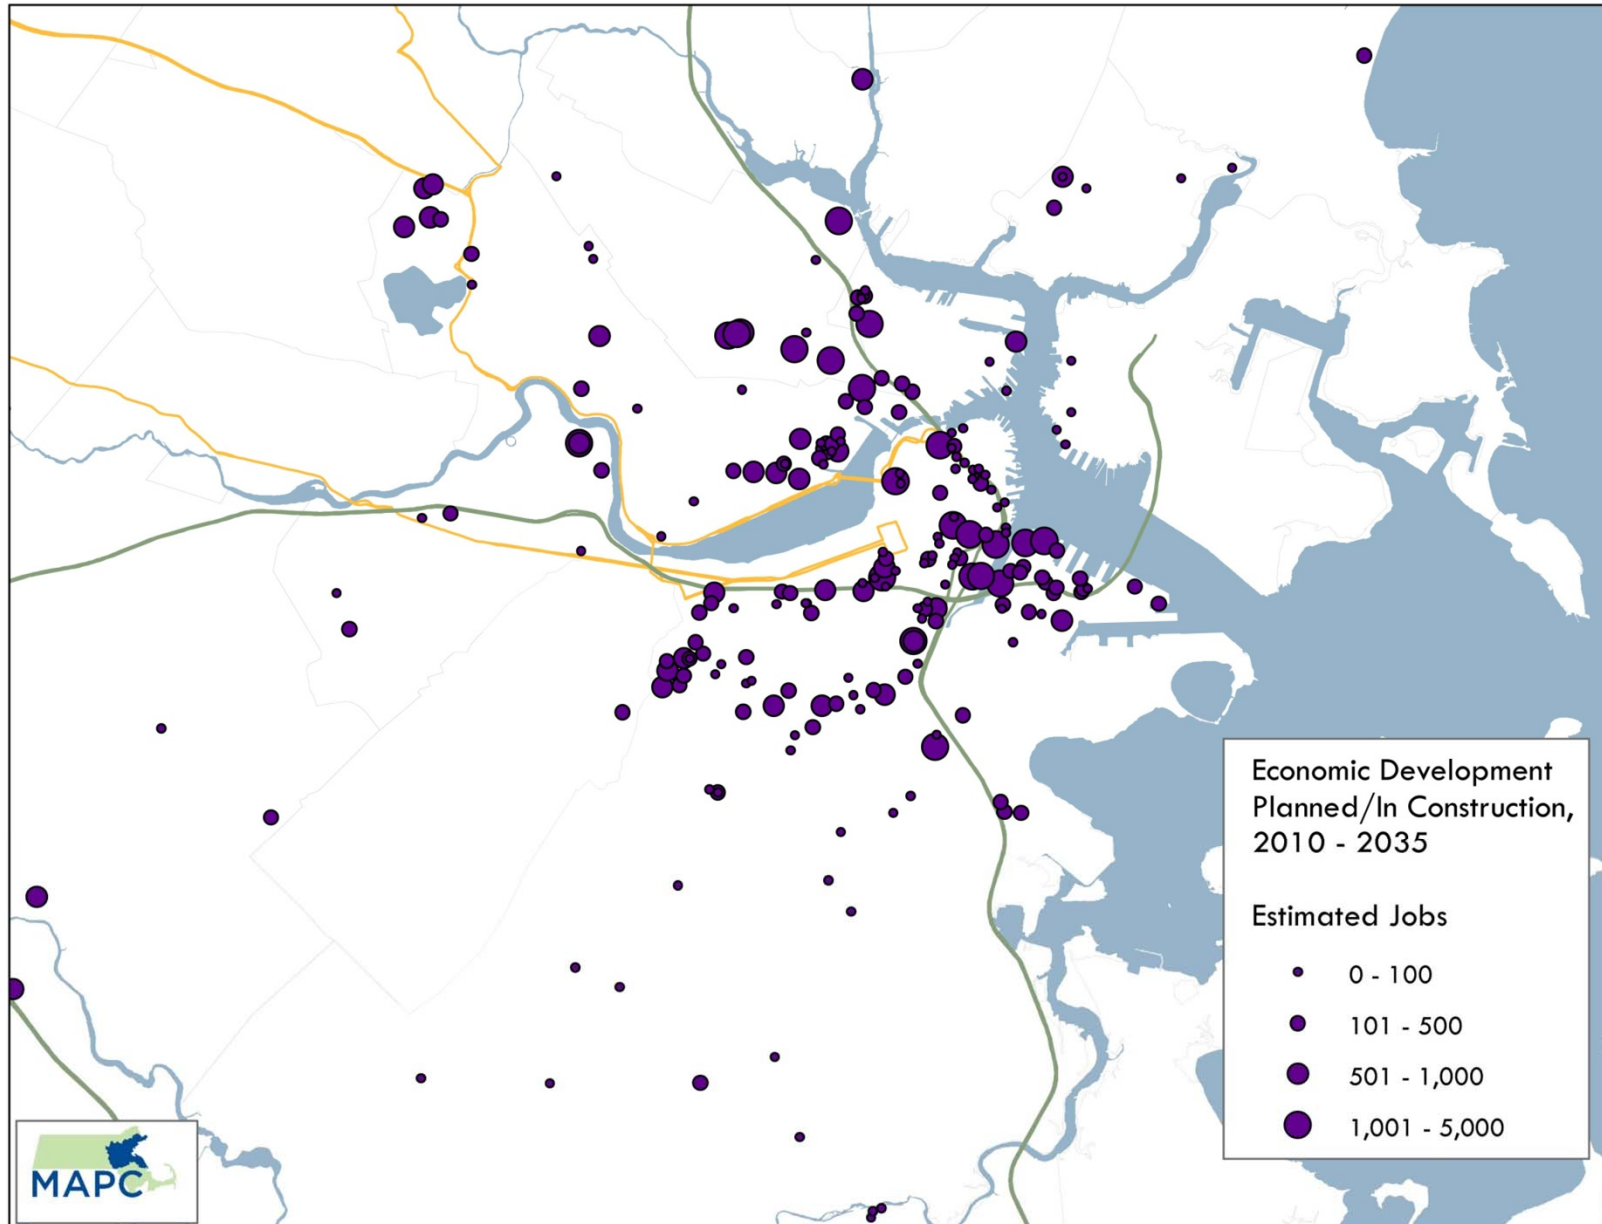 Economic Development
Planned/In Construction,
2010 - 2035
Estimated Jobs
0 - 100
101 - 500
501 - 1,000
1,001 - 5,000
MAPC